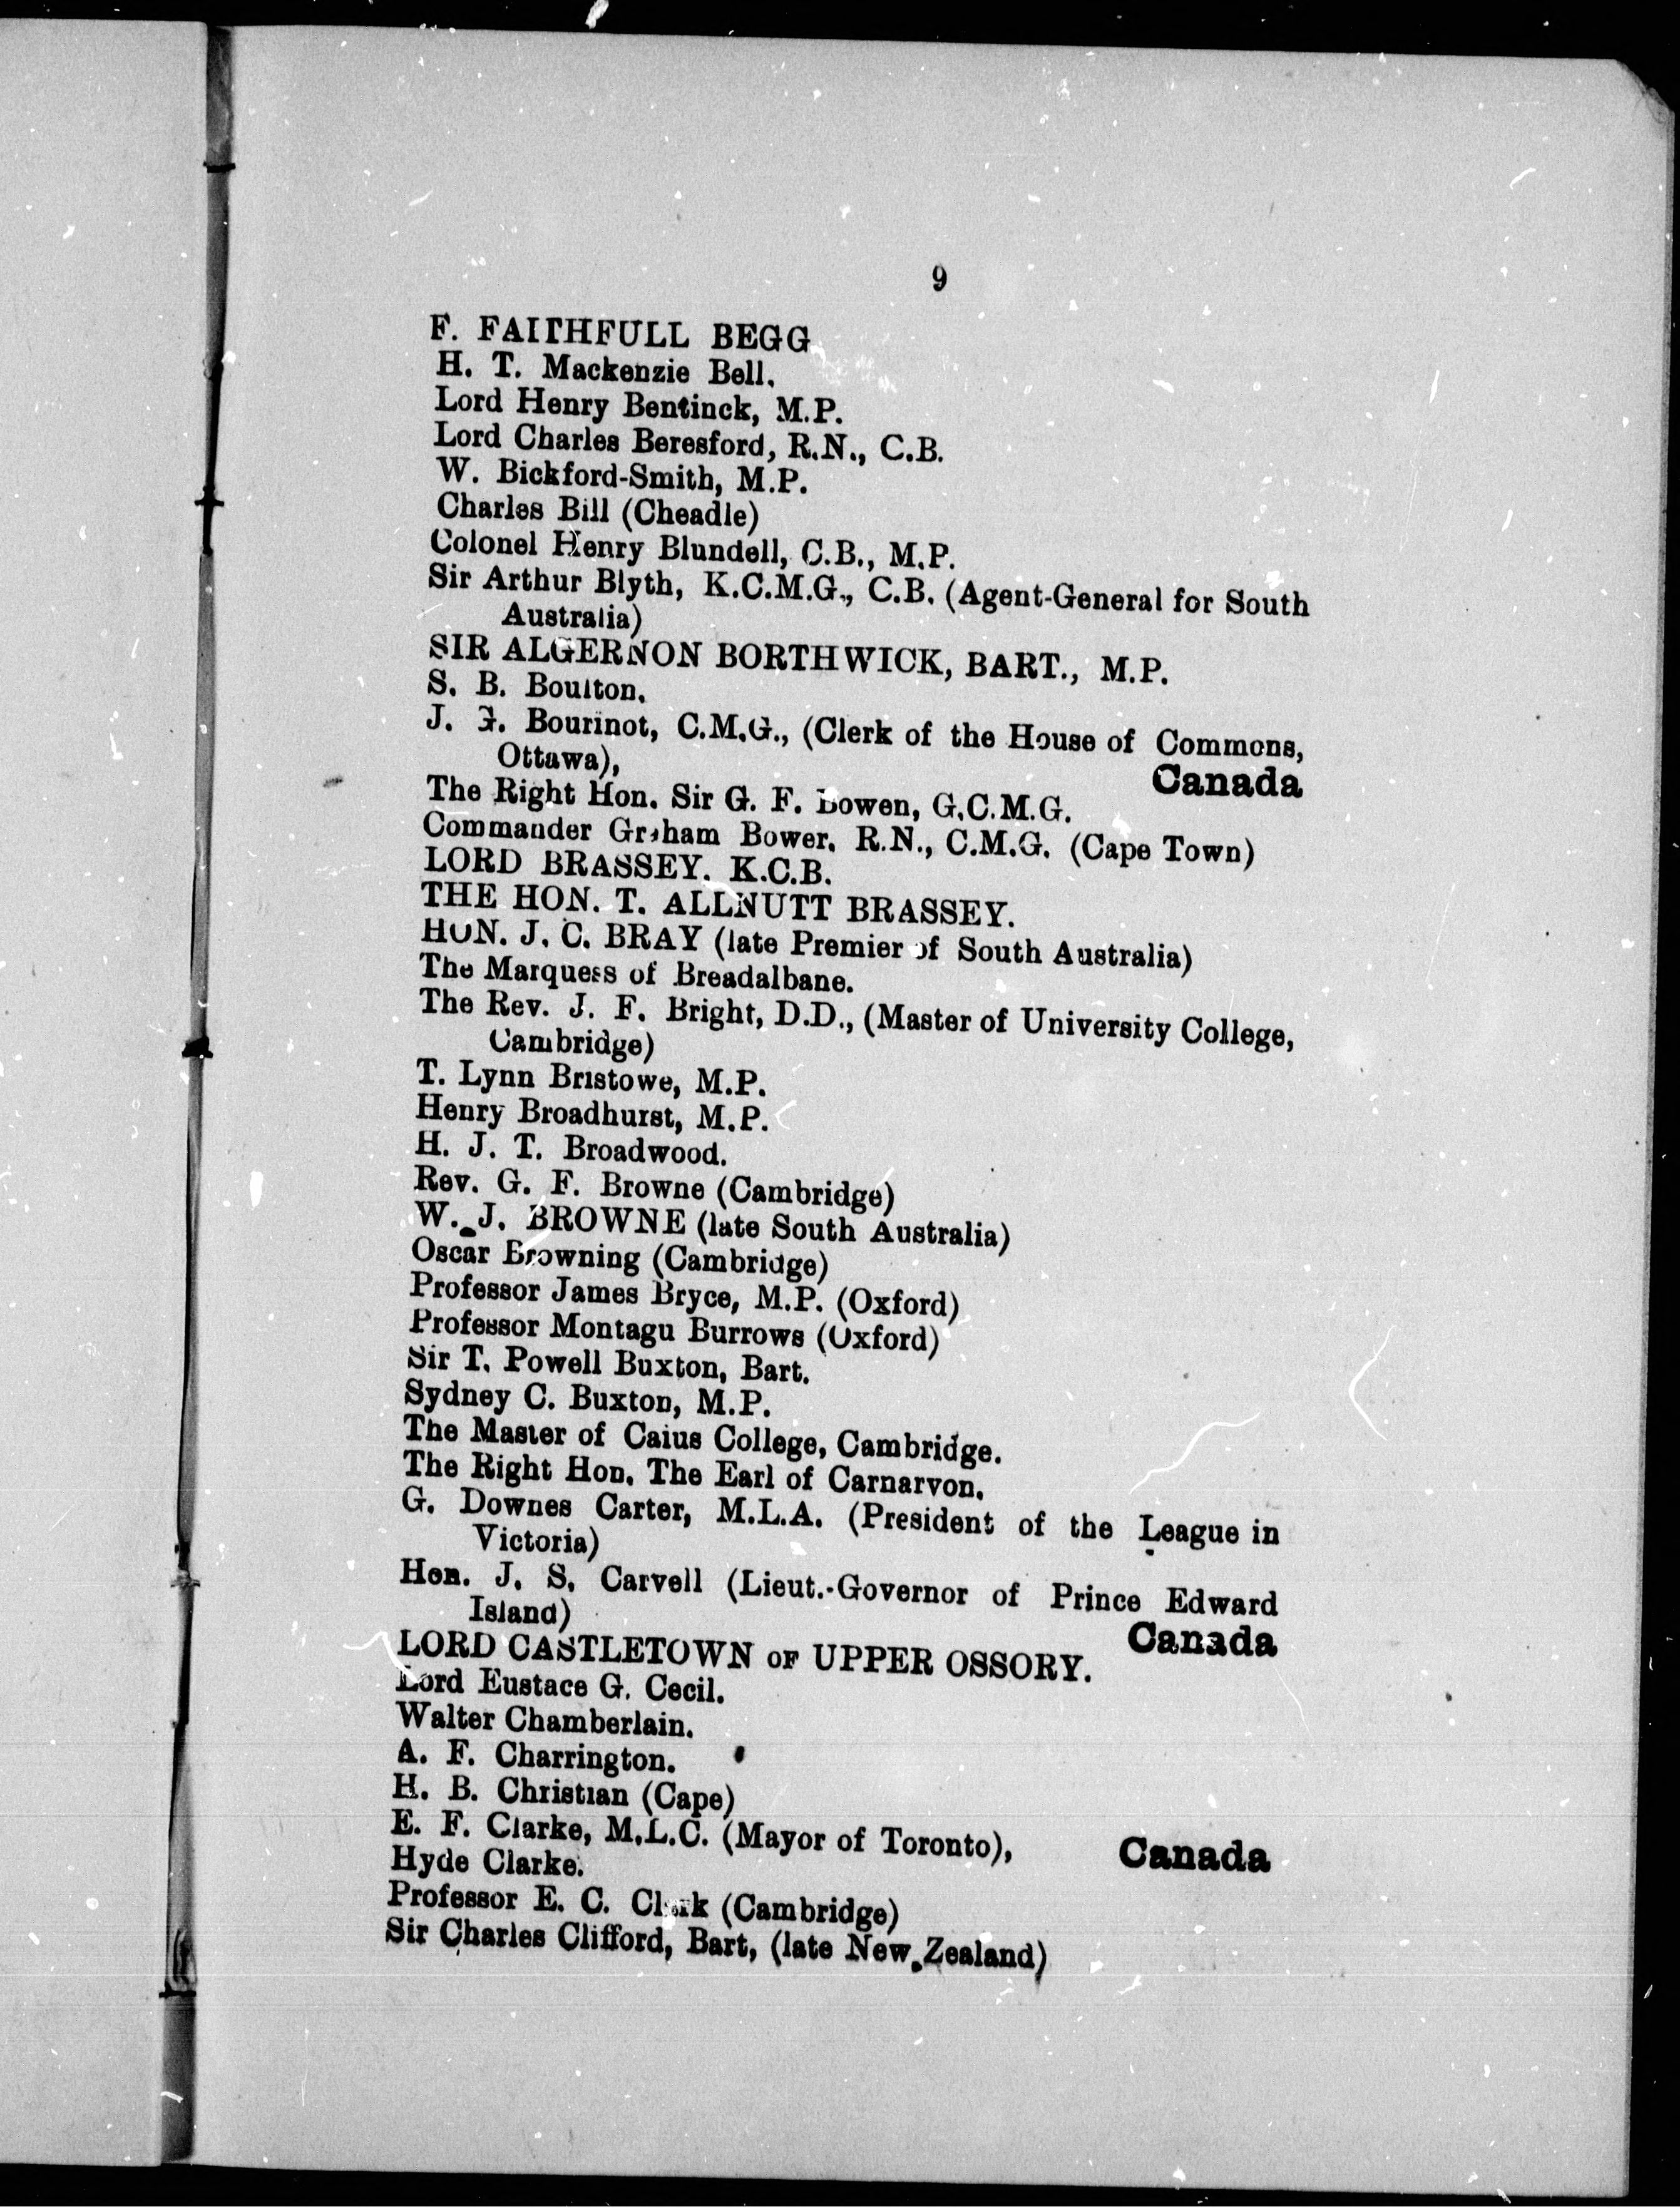 9
F. FAITHFULL BEGG
H. T. Mackenzie Bell.
Lord Henry Bentinck, M.P.
Lord Charles Beresford, R.N., C.B.
W. Bickford-Smith, M.P.
Charles Bill (Cheadle)
Colonel Henry Blundell, C.B., M.P.
Sir Arthur Blyth, K.C.M.G., C.B. (Agent-General for South
Australia)
SIR ALGERNON BORTHWICK, BART., M.P.
S. B. Boulton.
J. G. Bourinot, C.M.G., (Clerk of the House of Commons,
Ottawa), Canada
The Right Hon. Sir G. F. Bowen, G.C.M.G.
Commander Graham Bower. R.N., C.M.G. (Cape Town)
LORD BRASSEY. K.C.B.
THE HON. T. ALLNUTT BRASSEY.
HON. J. C. BRAY (late Premier of South Australia)
The Marquess of Breadalbane.
The Rev. J. F. Bright, D.D., (Master of University College,
Cambridge)
T. Lynn Bristowe, M.P.
Henry Broadhurst, M.P.
H. J. T. Broadwood.
Rev. G. F. Browne (Cambridge)
W. J. BROWNE (late South Australia)
Oscar Browning (Cambridge)
Professor James Bryce, M.P. (Oxford)
Professor Montagu Burrows (Oxford)
Sir T. Powell Buxton, Bart.
Sydney C. Buxton, M.P.
The Master of Caius College, Cambridge.
The Right Hon. The Earl of Carnarvon.
G. Downes Carter, M.L.A. (President of the League in
Victoria)
Hon. J. S. Carvell (Lieut.-Governor of Prince Edward
Island) Canada
LORD CASTLETOWN OF UPPER OSSORY.
Lord Eustace G. Cecil.
Walter Chamberlain.
A. F. Charrington.
H. B. Christian (Cape)
E. F. Clarke, M.L.C. (Mayor of Toronto), Canada
Hyde Clarke.
Professor E. C. Clark (Cambridge)
Sir Charles Clifford, Bart, (late New Zealand)